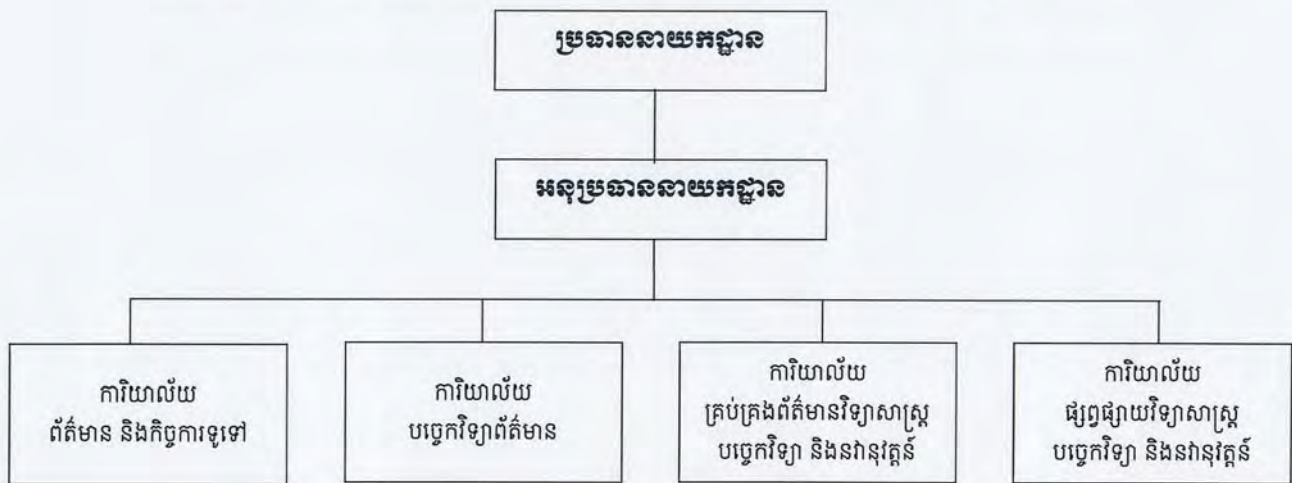 ប្រធាននាយកដ្ឋាន
អនុប្រធាននាយកដ្ឋាន
ការិយាល័យ
ព័ត៌មាន និងកិច្ចការទូទៅ
ការិយាល័យ
បច្ចេកវិទ្យាព័ត៌មាន
ការិយាល័យ
គ្រប់គ្រងព័ត៌មានវិទ្យាសាស្ត្រ
បច្ចេកវិទ្យា និងនវានុវត្តន៍
ការិយាល័យ
ផ្សព្វផ្សាយវិទ្យាសាស្ត្រ
បច្ចេកវិទ្យា និងនវានុវត្តន៍